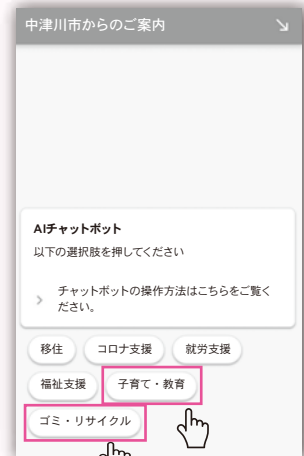 中津川市からのご案内
AIチャットボット
以下の選択肢を押してください
チャットボットの操作方法はこちらをご覧く
ださい。
移住 コロナ支援 就労支援
福祉支援 子育て・教育
ゴミ・リサイクル